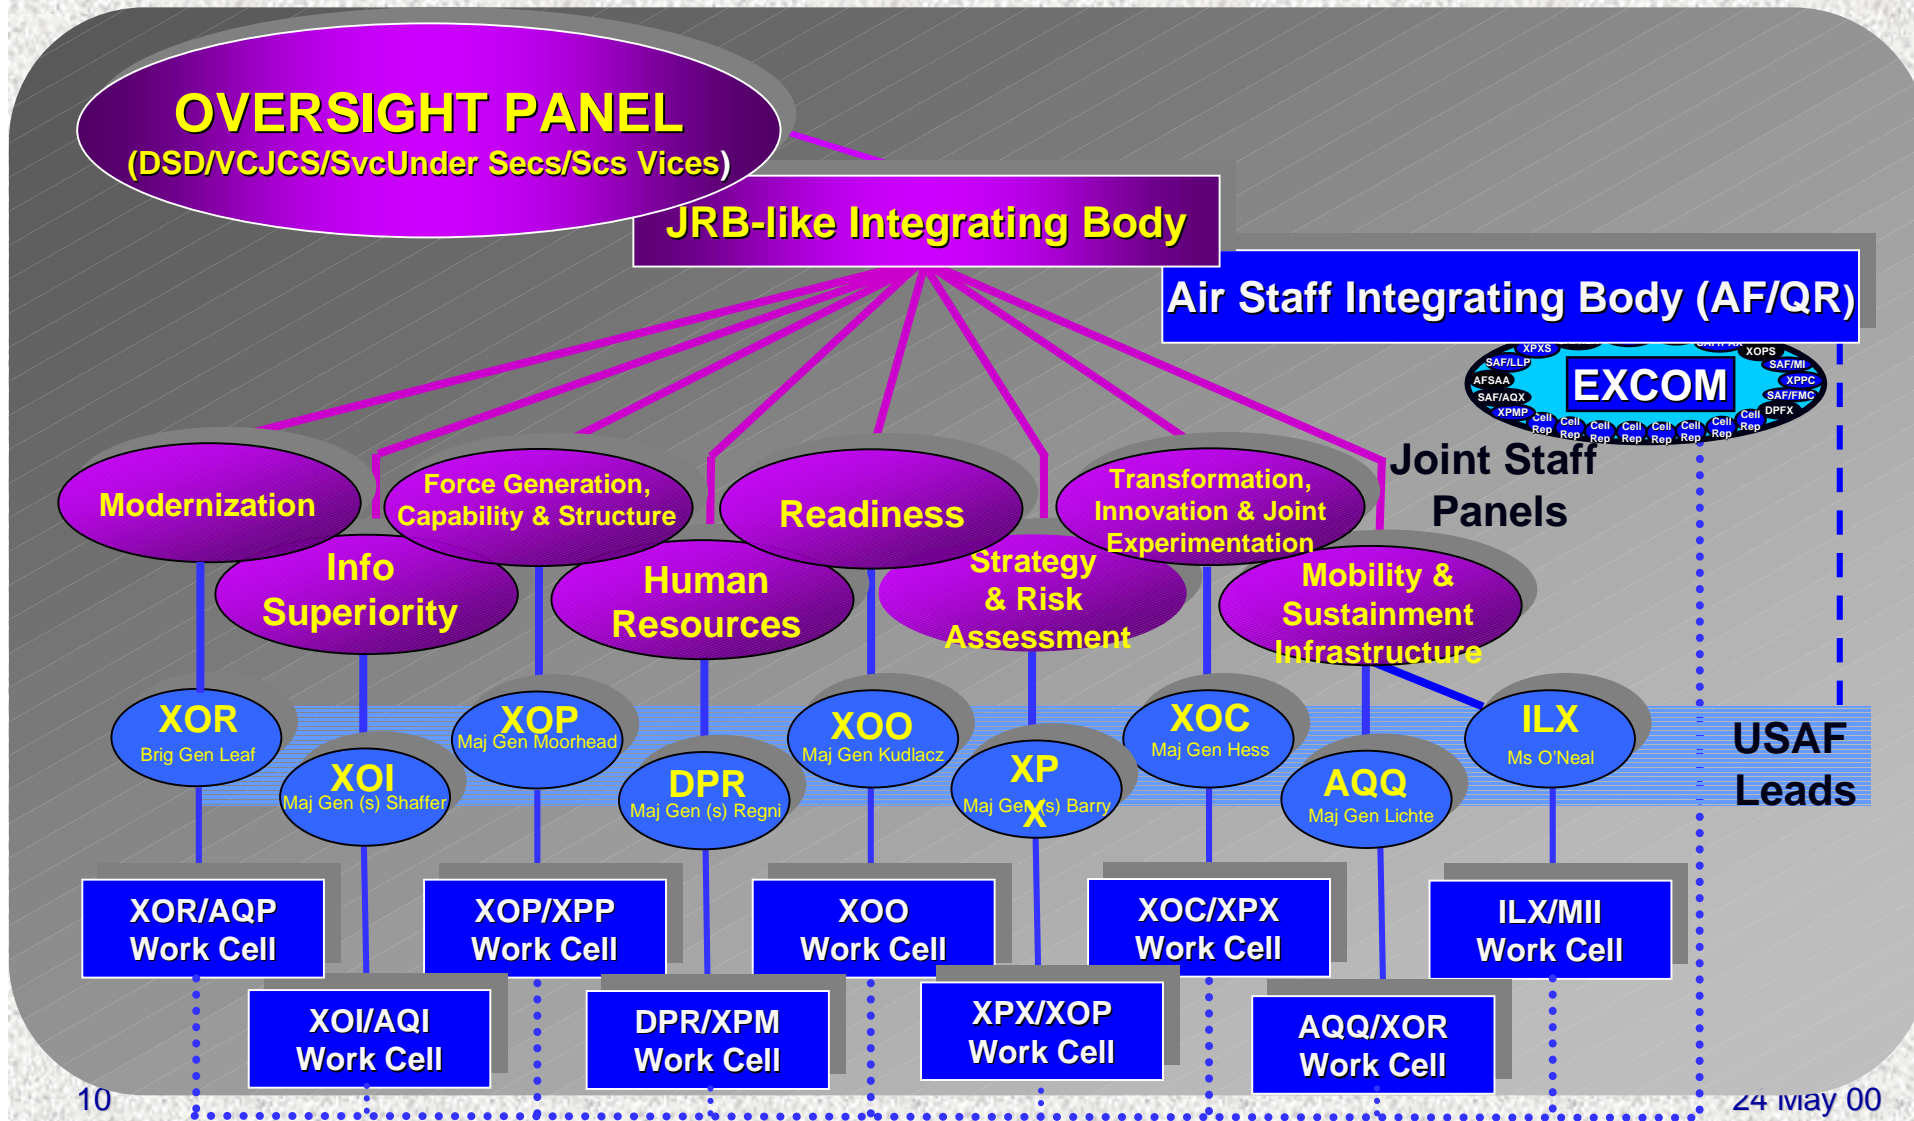 OVERSIGHT PANEL
(DSD/VCJCS/SvcUnder Secs/Scs Vices)
JRB-like Integrating Body
Air Staff Integrating Body (AF/QR)
XPXS
XOPS
SAF/LLP
SAF/MI
AFSAA
XPPC
SAF/AQX
SAF/FMC
XPMP
DPFX
EXCOM
Cell
Rep
Cell
Rep
Cell
Rep
Cell
Rep
Cell
Rep
Cell
Rep
Cell
Rep
Cell
Rep
Joint Staff
Panels
Modernization
Force Generation,
Capability & Structure
Readiness
Transformation,
Innovation & Joint
Experimentation
Info
Superiority
Human
Resources
Strategy
& Risk
Assessment
Mobility &
Sustainment
Infrastructure
XOR
Brig Gen Leaf
XOI
Maj Gen (s) Shaffer
XOP
Maj Gen Moorhead
DPR
Maj Gen (s) Regni
XOO
Maj Gen Kudlacz
XP
X
Maj Gen (s) Barry
XOC
Maj Gen Hess
AQQ
Maj Gen Lichte
ILX
Ms O'Neal
USAF
Leads
XOR/AQP
Work Cell
XOP/XPP
Work Cell
XOO
Work Cell
XOC/XPX
Work Cell
ILX/MII
Work Cell
XOI/AQI
Work Cell
DPR/XPM
Work Cell
XPX/XOP
Work Cell
AQQ/XOR
Work Cell
10
24 May 00